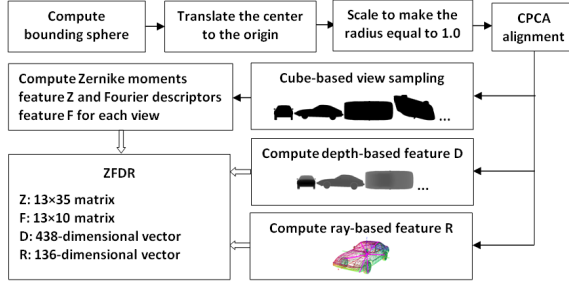 Compute
bounding sphere
Translate the center
to the origin
Scale to make the
radius equal to 1.0
CPCA
alignment
Compute Zernike moments
feature Z and Fourier descriptors
feature F for each view
Cube-based view sampling
...
Compute depth-based feature D
...
ZFDR
Z: 13×35 matrix
F: 13×10 matrix
D: 438-dimensional vector
R: 136-dimensional vector
Compute ray-based feature R